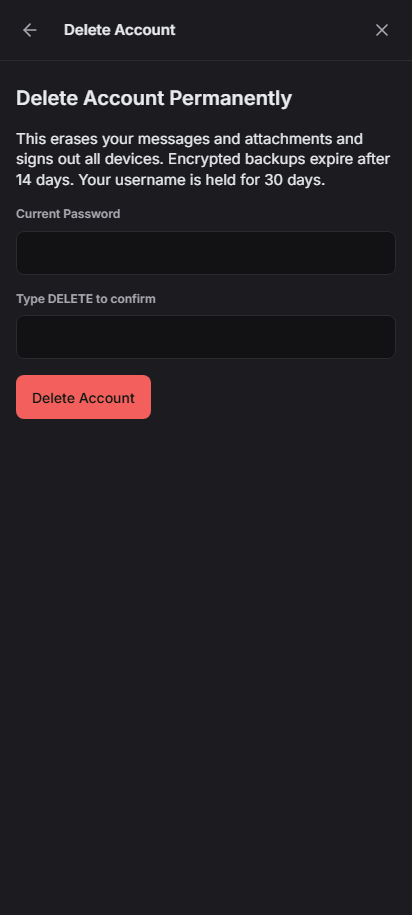 Delete Account
Delete Account Permanently
This erases your messages and attachments and
signs out all devices. Encrypted backups expire after
14 days. Your username is held for 30 days.
Current Password
Type DELETE to confirm
Delete Account